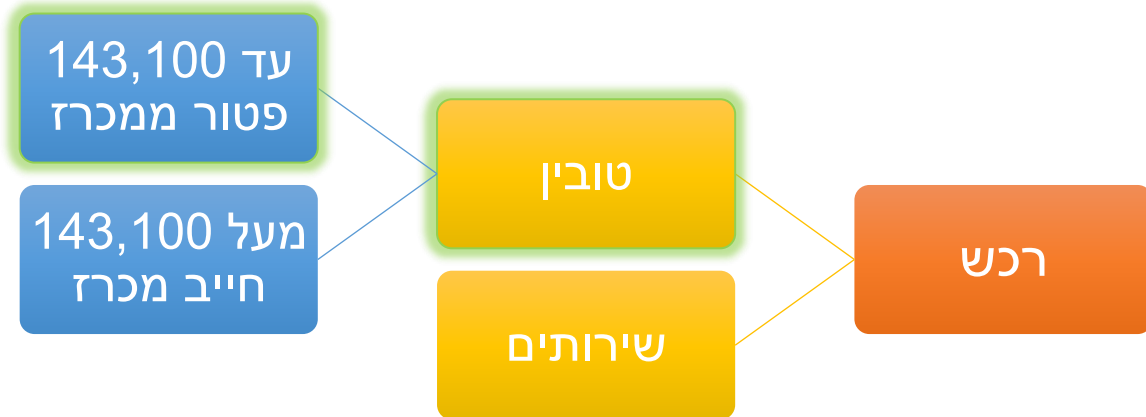 רכש
טובין
שירותים
עד 143,100
פטור ממכרז
מעל 143,100
חייב מכרז